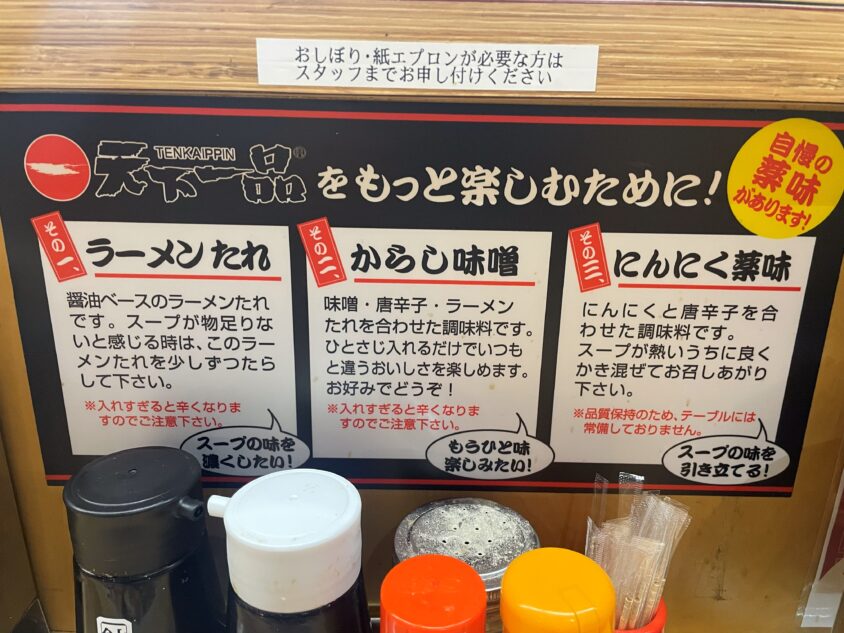 おしぼり・紙エプロンが必要な方は
スタッフまでお申し付けください
TENKAIPPIN
天下一品®をもっと楽しむために!
自慢の
薬味
があります!
その一、
ラーメンたれ
醤油ベースのラーメンたれ
です。スープが物足りな
いと感じる時は、このラー
メンたれを少しずつたら
して下さい。
※入れすぎると辛くなりま
すのでご注意下さい。
スープの味を
濃くしたい!
その二、
からし味噌
味噌・唐辛子・ラーメン
たれを合わせた調味料です。
ひとさじ入れるだけでいつも
と違うおいしさを楽しめます。
お好みでどうぞ!
※入れすぎると辛くなりま
すのでご注意下さい。
もうひと味
楽しみたい!
その三、
にんにく薬味
にんにくと唐辛子を合
わせた調味料です。
スープが熱いうちに良く
かき混ぜてお召しあがり
下さい。
※品質保持のため、テーブルには
常備しておりません。
スープの味を
引き立てる!